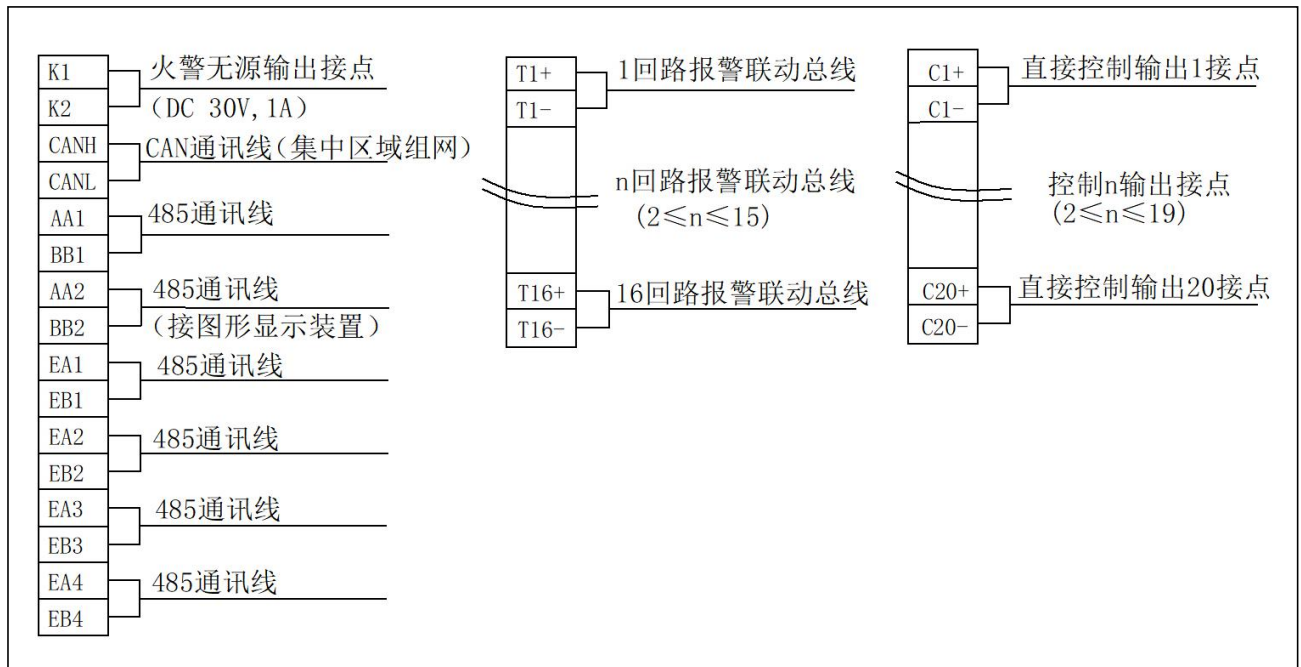 K1
火警无源输出接点
K2
(DC 30V,1A)
CANH
CAN通讯线(集中区域组网)
CANL
AA1
485通讯线
BB1
AA2
485通讯线
BB2
(接图形显示装置)
EA1
485通讯线
EB1
EA2
485通讯线
EB2
EA3
485通讯线
EB3
EA4
485通讯线
EB4
T1+
1回路报警联动总线
T1-
n回路报警联动总线
(2≤n≤15)
T16+
16回路报警联动总线
T16-
C1+
直接控制输出1接点
C1-
控制n输出接点
(2≤n≤19)
C20+
直接控制输出20接点
C20-